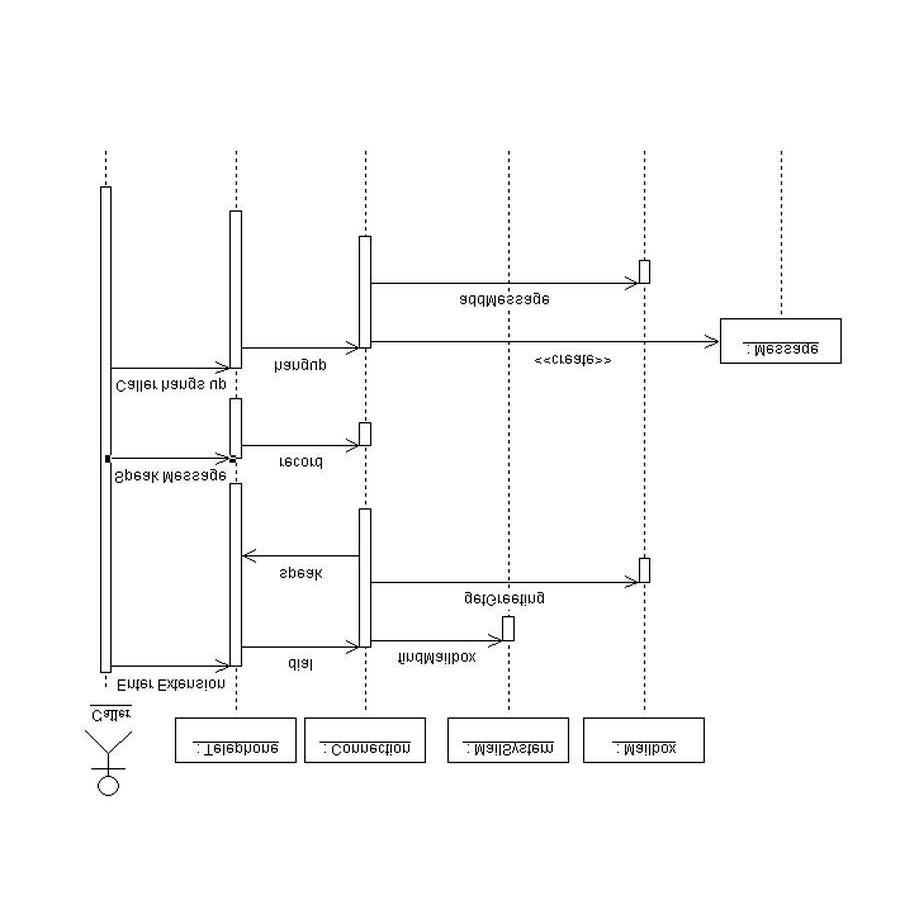 Caller
: Telephone
: Connection
: MailSystem
: Mailbox
Enter Extension
dial
findMailbox
getGreeting
speak
Speak Message
record
Caller hangs up
hangup
<<create>>
: Message
addMessage